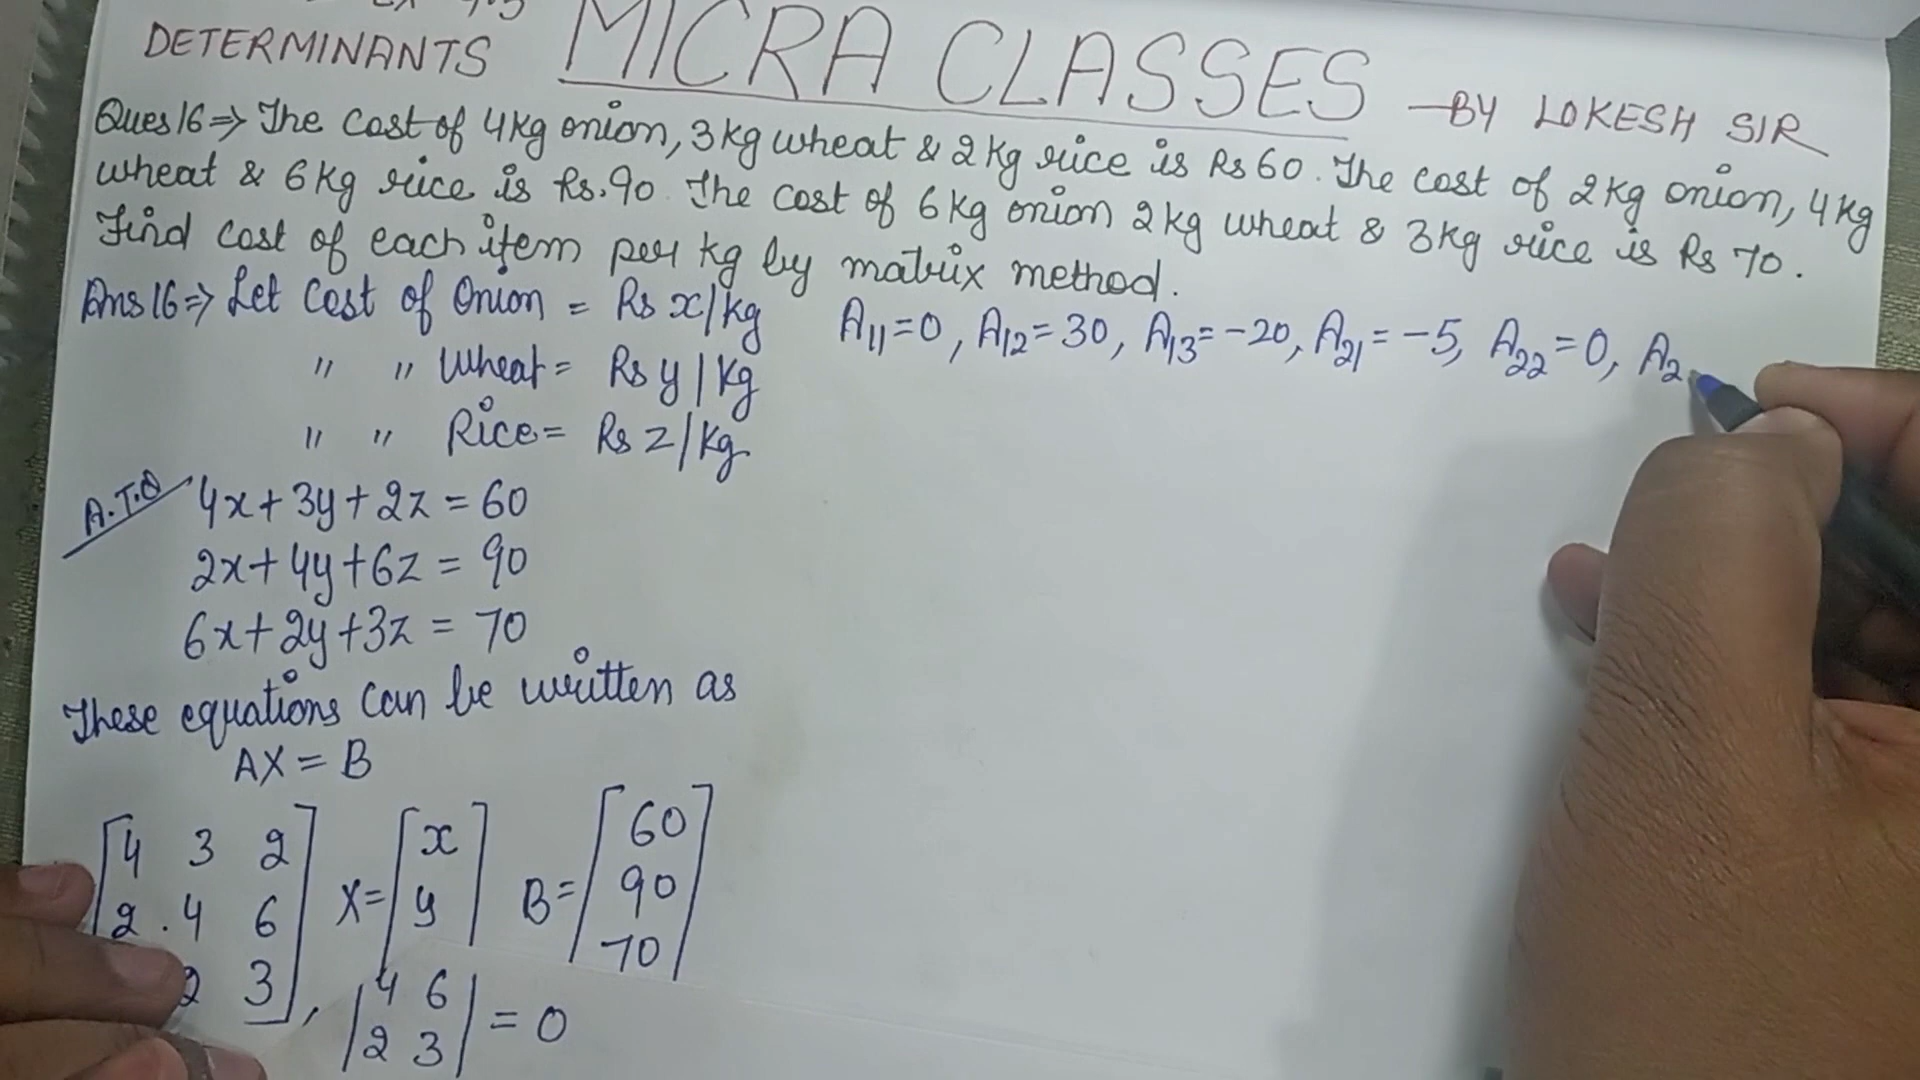 DETERMINANTS MICRA CLASSES - BY LOKESH SIR
Ques 16 => The cost of 4kg onion, 3kg wheat & 2kg rice is Rs 60. The cost of 2kg onion, 4kg
wheat & 6kg rice is Rs. 90. The cost of 6kg onion 2kg wheat & 3kg rice is Rs 70.
Find cost of each item per kg by matrix method.
Ans 16 => Let Cost of Onion = Rs x/kg
" " Wheat = Rs y/kg
" " Rice = Rs z/kg
A.T.Q 4x + 3y + 2z = 60
2x + 4y + 6z = 90
6x + 2y + 3z = 70
These equations can be written as
AX = B
[4 3 2] X = [x] B = [60]
2 . 4 6 y 90
2 3 , 70
|4 6| = 0
|2 3|
A₁₁ = 0, A₁₂ = 30, A₁₃ = -20, A₂₁ = -5, A₂₂ = 0, A₂